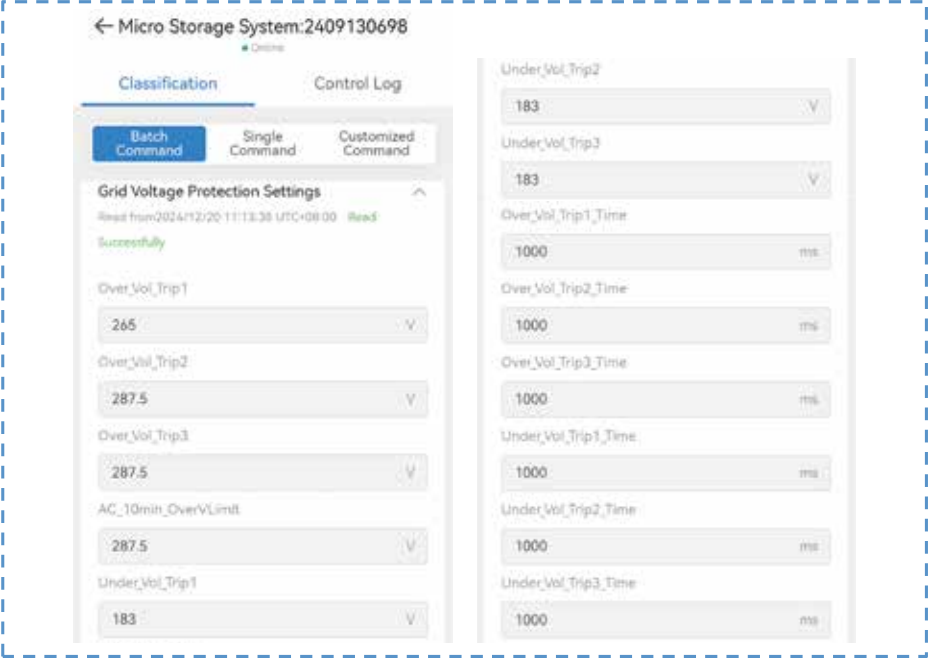 ← Micro Storage System:2409130698
Online
Classification
Control Log
Batch Command
Single Command
Customized Command
Grid Voltage Protection Settings
Read from2024/12/20 11:13:38 UTC+08:00 Read
Successfully
Over_Vol_Trip1
265 V
Over_Vol_Trip2
287.5 V
Over_Vol_Trip3
287.5 V
AC_10min_OverVLimit
287.5 V
Under_Vol_Trip1
183 V
Under_Vol_Trip2
183 V
Under_Vol_Trip3
183 V
Over_Vol_Trip1_Time
1000 ms
Over_Vol_Trip2_Time
1000 ms
Over_Vol_Trip3_Time
1000 ms
Under_Vol_Trip1_Time
1000 ms
Under_Vol_Trip2_Time
1000 ms
Under_Vol_Trip3_Time
1000 ms